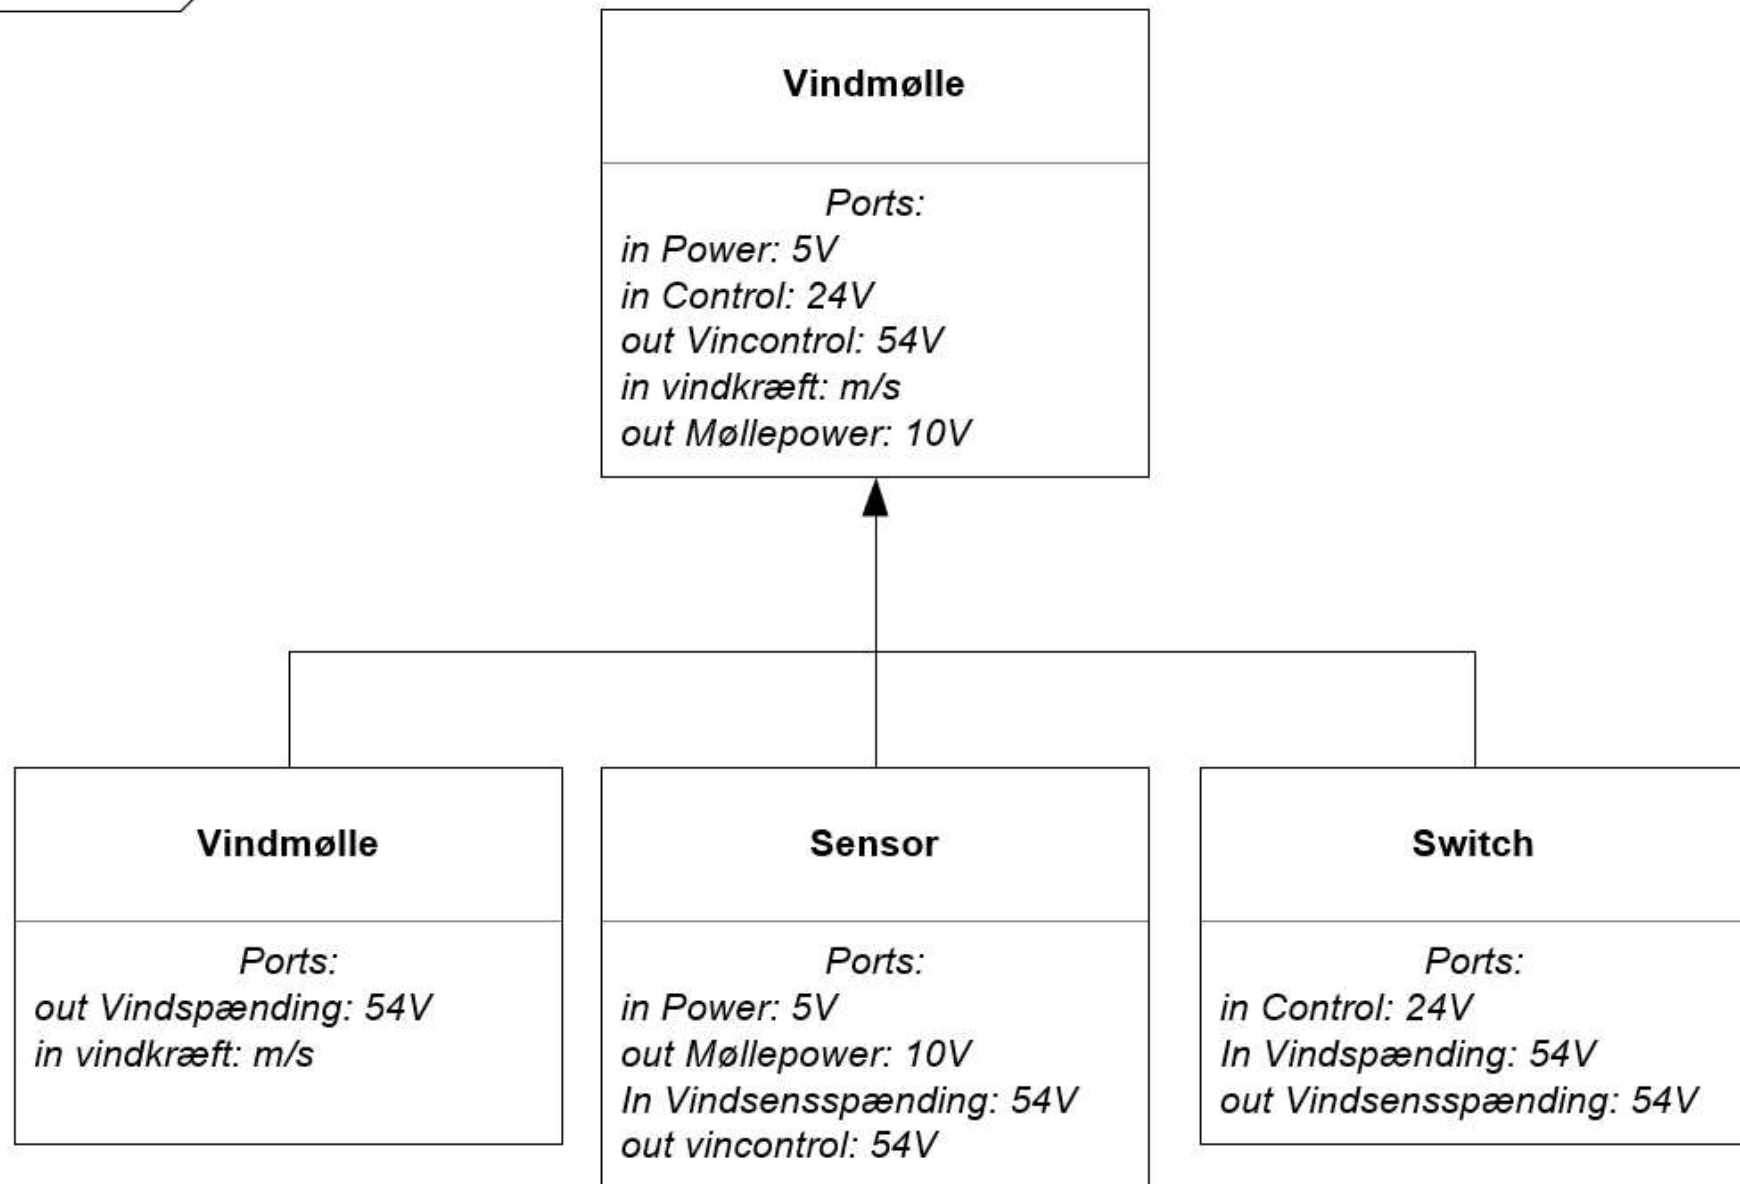 Vindmølle
Ports:
in Power: 5V
in Control: 24V
out Vincontrol: 54V
in vindkræft: m/s
out Møllepower: 10V
Vindmølle
Ports:
out Vindspænding: 54V
in vindkræft: m/s
Sensor
Ports:
in Power: 5V
out Møllepower: 10V
In Vindsensspænding: 54V
out vincontrol: 54V
Switch
Ports:
in Control: 24V
In Vindspænding: 54V
out Vindsensspænding: 54V